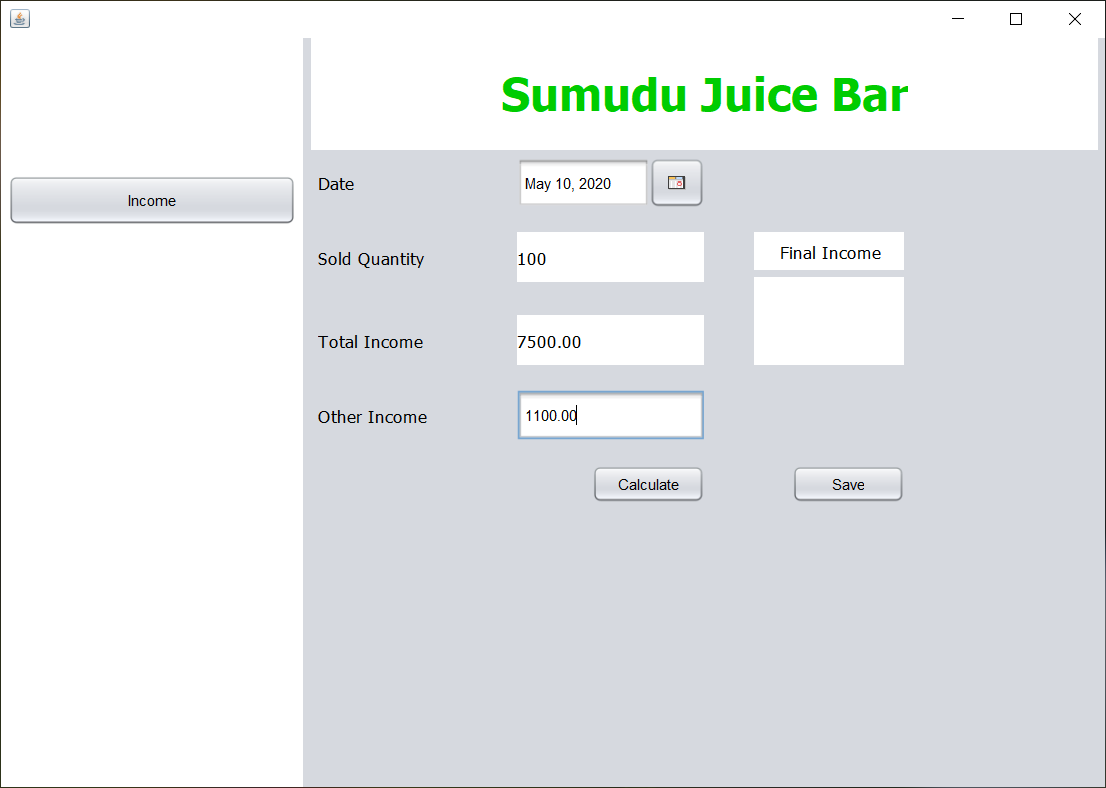 Sumudu Juice Bar
Income
Date
May 10, 2020
Sold Quantity
100
Final Income
Total Income
7500.00
Other Income
1100.00
Calculate
Save